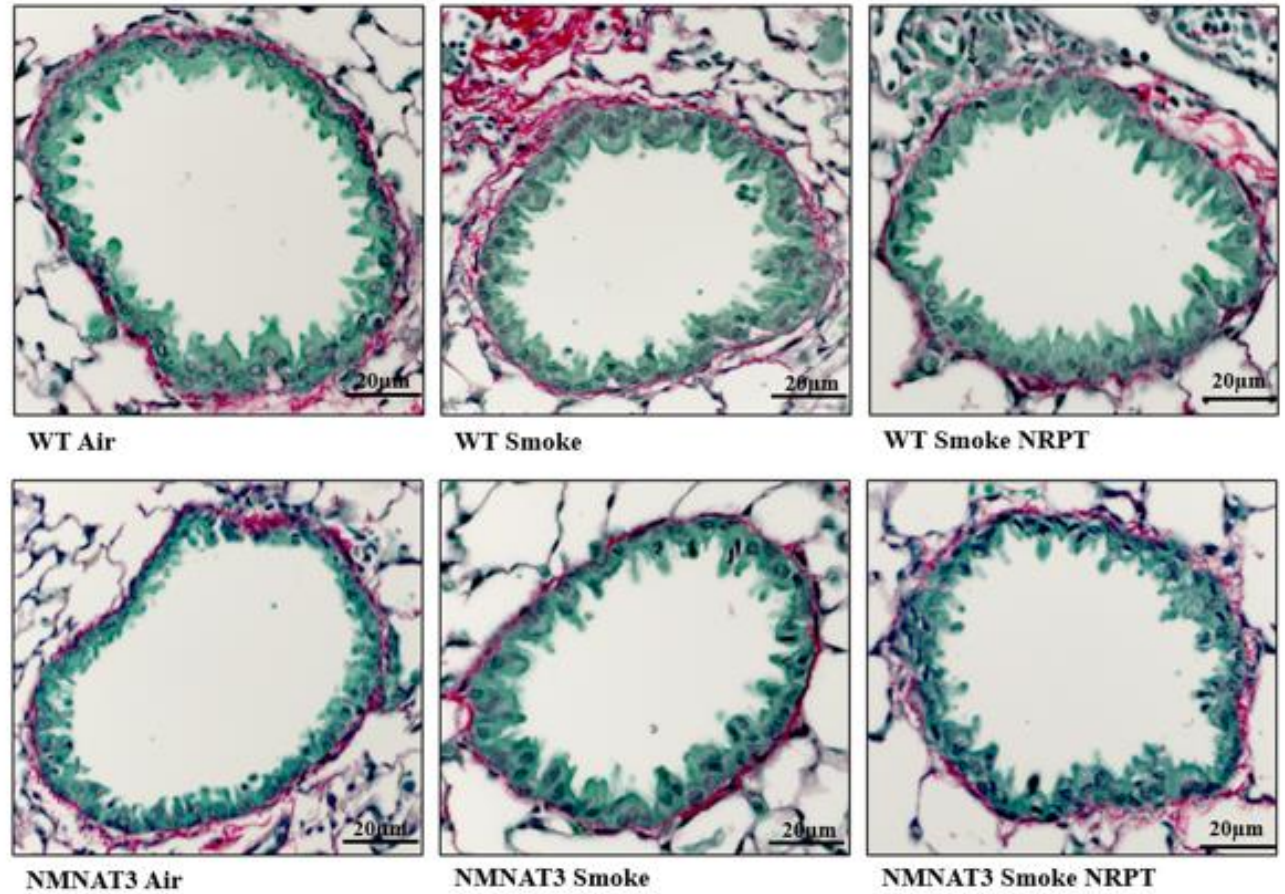 20μm
20μm
20μm
WT Air
WT Smoke
WT Smoke NRPT
20μm
20μm
20μm
NMNAT3 Air
NMNAT3 Smoke
NMNAT3 Smoke NRPT